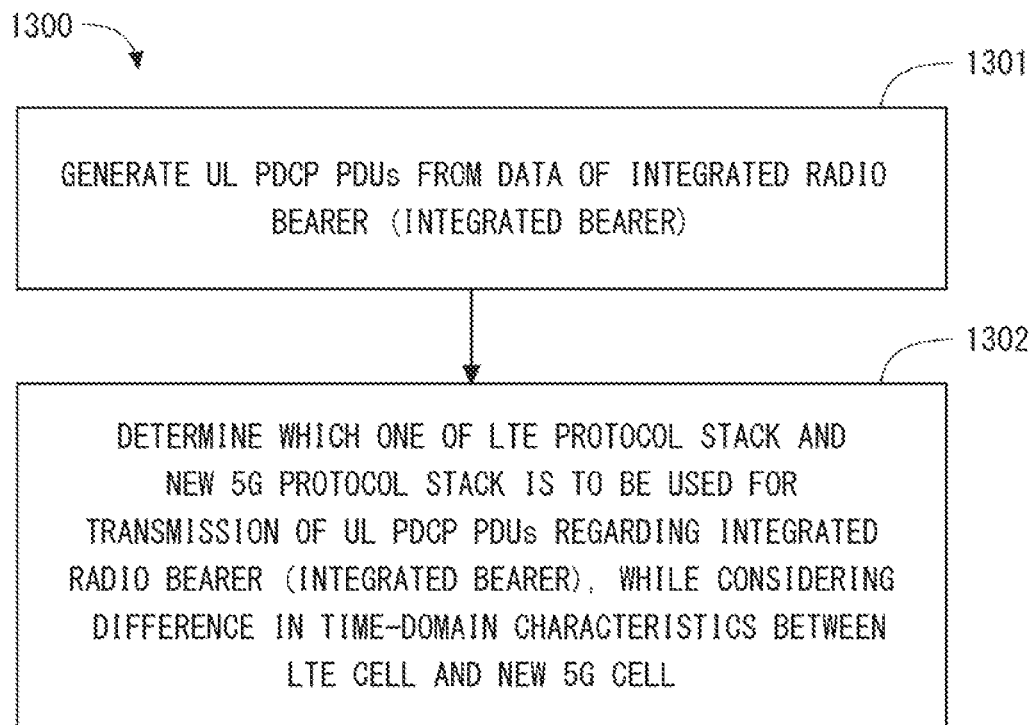 1300
1301
GENERATE UL PDCP PDUs FROM DATA OF INTEGRATED RADIO
BEARER (INTEGRATED BEARER)
1302
DETERMINE WHICH ONE OF LTE PROTOCOL STACK AND
NEW 5G PROTOCOL STACK IS TO BE USED FOR
TRANSMISSION OF UL PDCP PDUs REGARDING INTEGRATED
RADIO BEARER (INTEGRATED BEARER), WHILE CONSIDERING
DIFFERENCE IN TIME-DOMAIN CHARACTERISTICS BETWEEN
LTE CELL AND NEW 5G CELL